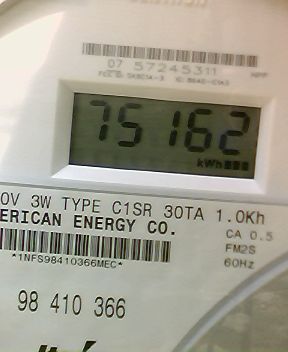 07 57245311
75162
kWh
0V 3W TYPE C1SR 30TA 1.0Kh
ERICAN ENERGY CO.
CA 0.5
FM2S
60Hz
*1NFS98410366MEC*
98 410 366